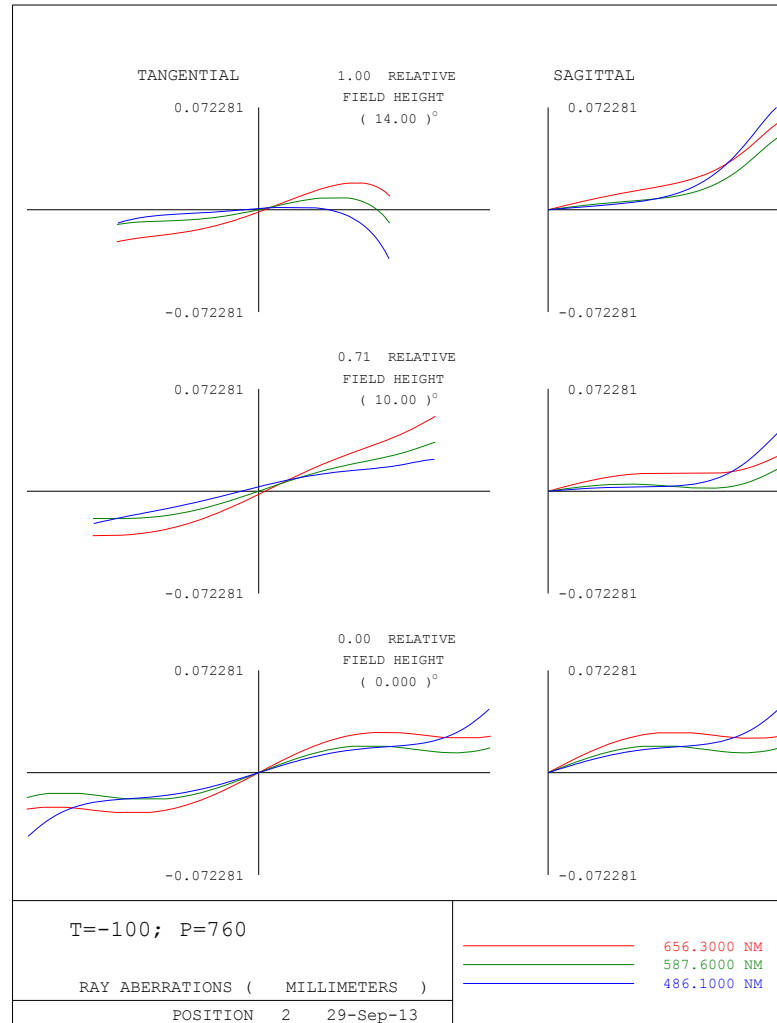 TANGENTIAL 1.00 RELATIVE SAGITTAL
FIELD HEIGHT
0.072281 ( 14.00 )° 0.072281
-0.072281 -0.072281
0.71 RELATIVE
FIELD HEIGHT
0.072281 ( 10.00 )° 0.072281
-0.072281 -0.072281
0.00 RELATIVE
FIELD HEIGHT
0.072281 ( 0.000 )° 0.072281
-0.072281 -0.072281
T=-100; P=760
RAY ABERRATIONS ( MILLIMETERS )
POSITION 2 29-Sep-13
656.3000 NM
587.6000 NM
486.1000 NM